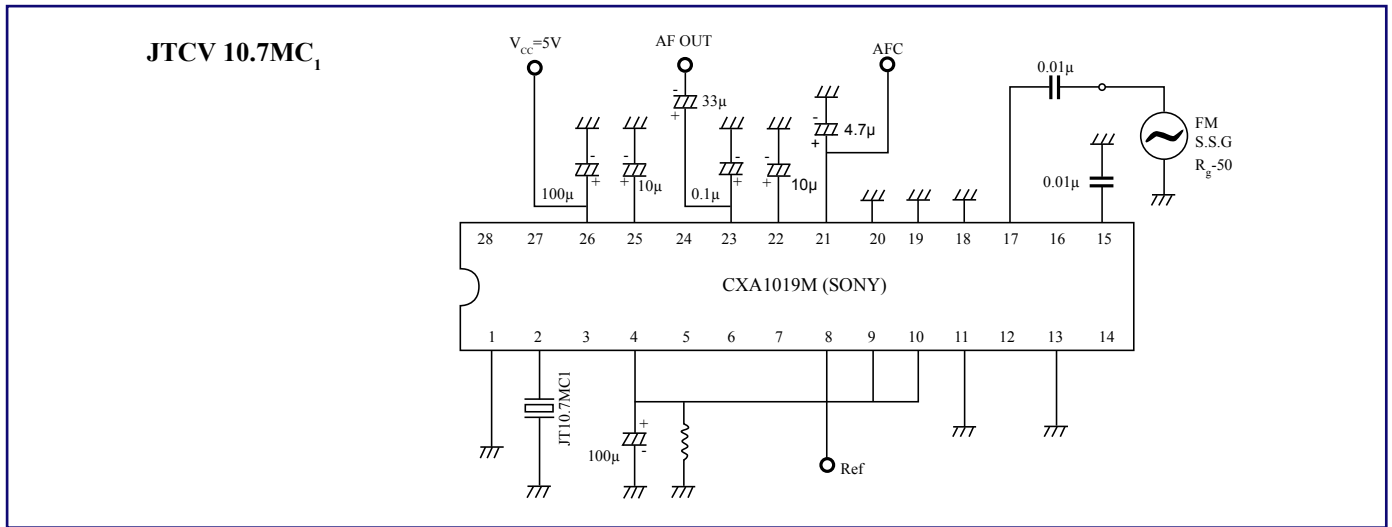 JTCV 10.7MC₁
V_CC=5V
AF OUT
AFC
0.01µ
- 33µ +
- 4.7µ +
FM
S.S.G
R_g-50
0.01µ
- 100µ +
- 10µ +
0.1µ - +
- 10µ +
28 27 26 25 24 23 22 21 20 19 18 17 16 15
CXA1019M (SONY)
1 2 3 4 5 6 7 8 9 10 11 12 13 14
JT10.7MC1
+ 100µ -
Ref